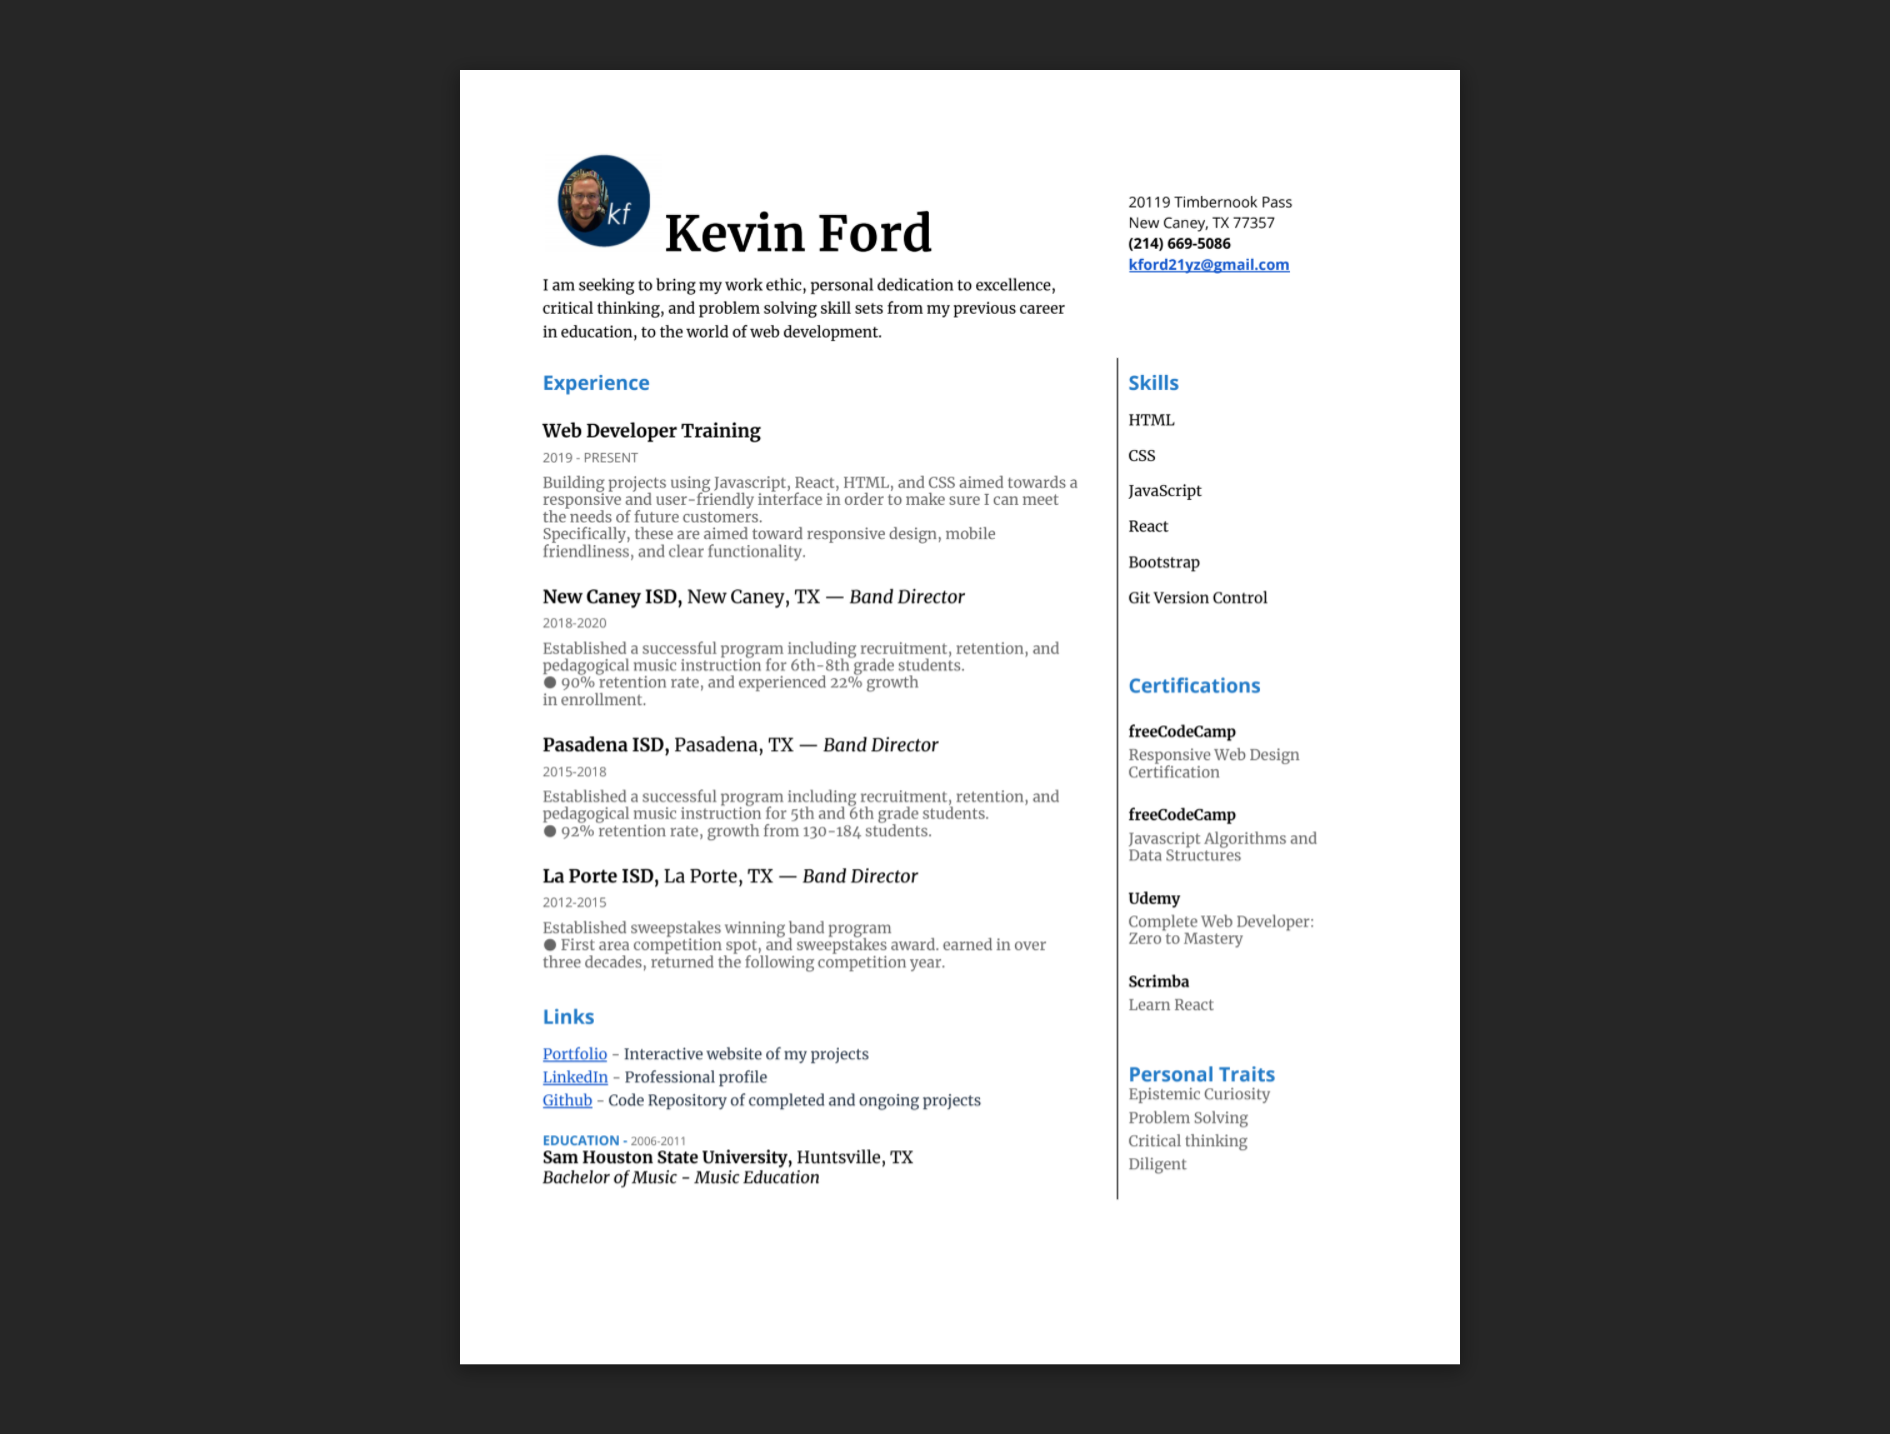 kf
Kevin Ford
20119 Timbernook Pass
New Caney, TX 77357
(214) 669-5086
kford21yz@gmail.com
I am seeking to bring my work ethic, personal dedication to excellence,
critical thinking, and problem solving skill sets from my previous career
in education, to the world of web development.
Experience
Web Developer Training
2019 - PRESENT
Building projects using Javascript, React, HTML, and CSS aimed towards a
responsive and user-friendly interface in order to make sure I can meet
the needs of future customers.
Specifically, these are aimed toward responsive design, mobile
friendliness, and clear functionality.
New Caney ISD, New Caney, TX — Band Director
2018-2020
Established a successful program including recruitment, retention, and
pedagogical music instruction for 6th-8th grade students.
● 90% retention rate, and experienced 22% growth
in enrollment.
Pasadena ISD, Pasadena, TX — Band Director
2015-2018
Established a successful program including recruitment, retention, and
pedagogical music instruction for 5th and 6th grade students.
● 92% retention rate, growth from 130-184 students.
La Porte ISD, La Porte, TX — Band Director
2012-2015
Established sweepstakes winning band program
● First area competition spot, and sweepstakes award. earned in over
three decades, returned the following competition year.
Links
Portfolio - Interactive website of my projects
LinkedIn - Professional profile
Github - Code Repository of completed and ongoing projects
EDUCATION - 2006-2011
Sam Houston State University, Huntsville, TX
Bachelor of Music - Music Education
Skills
HTML
CSS
JavaScript
React
Bootstrap
Git Version Control
Certifications
freeCodeCamp
Responsive Web Design
Certification
freeCodeCamp
Javascript Algorithms and
Data Structures
Udemy
Complete Web Developer:
Zero to Mastery
Scrimba
Learn React
Personal Traits
Epistemic Curiosity
Problem Solving
Critical thinking
Diligent